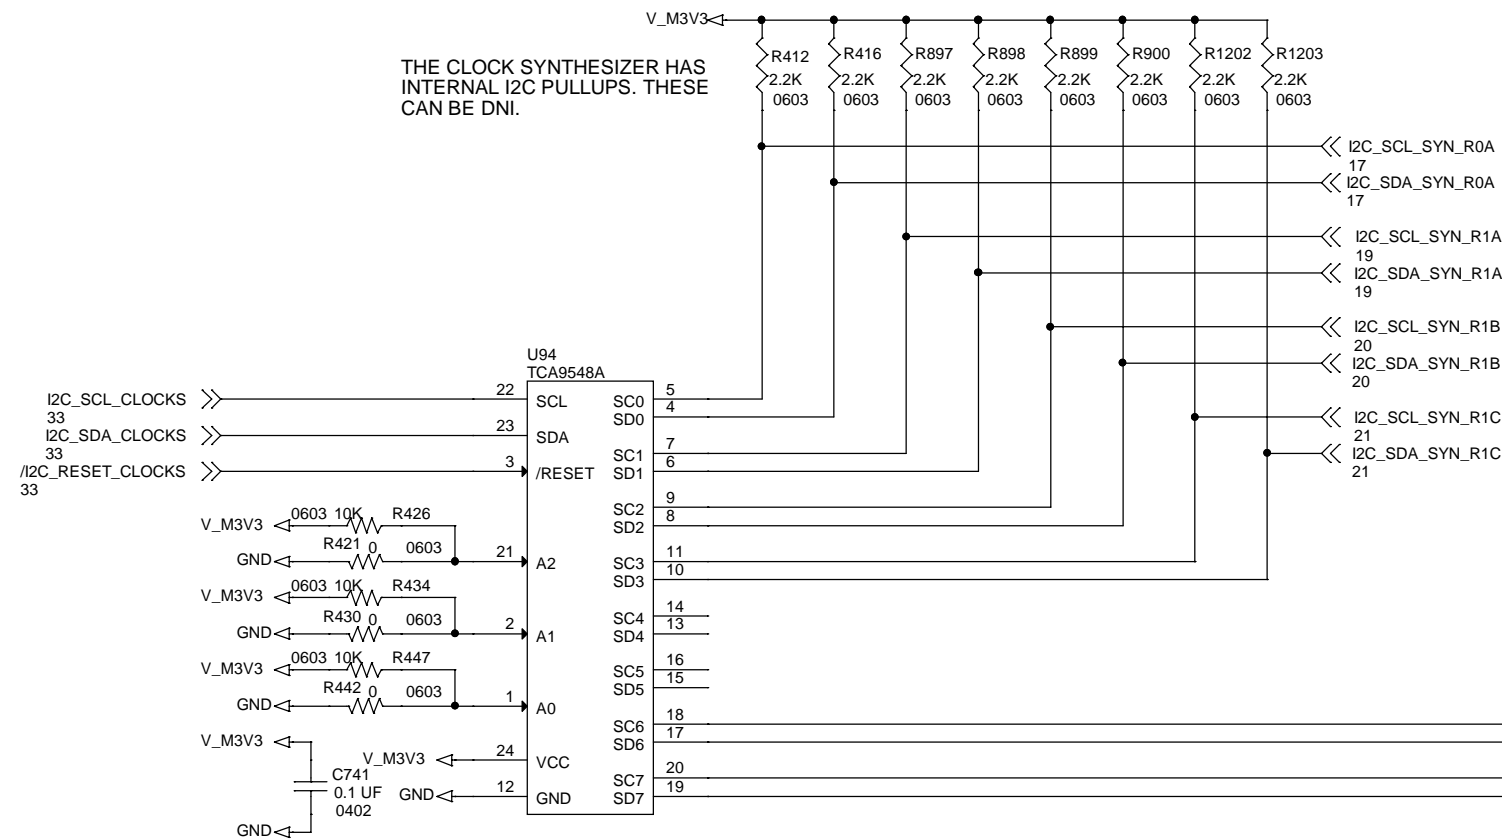 V_M3V3
THE CLOCK SYNTHESIZER HAS
INTERNAL I2C PULLUPS. THESE
CAN BE DNI.
R412
2.2K
0603
R416
2.2K
0603
R897
2.2K
0603
R898
2.2K
0603
R899
2.2K
0603
R900
2.2K
0603
R1202
2.2K
0603
R1203
2.2K
0603
I2C_SCL_SYN_R0A
17
I2C_SDA_SYN_R0A
17
I2C_SCL_SYN_R1A
19
I2C_SDA_SYN_R1A
19
I2C_SCL_SYN_R1B
20
I2C_SDA_SYN_R1B
20
I2C_SCL_SYN_R1C
21
I2C_SDA_SYN_R1C
21
U94
TCA9548A
I2C_SCL_CLOCKS
33
I2C_SDA_CLOCKS
33
/I2C_RESET_CLOCKS
33
22 SCL
23 SDA
3 /RESET
V_M3V3 0603 10K R426
GND R421 0 0603 21 A2
V_M3V3 0603 10K R434
GND R430 0 0603 2 A1
V_M3V3 0603 10K R447
GND R442 0 0603 1 A0
V_M3V3
C741
0.1 UF
0402
GND
V_M3V3 24 VCC
GND 12 GND
SC0 5
SD0 4
SC1 7
SD1 6
SC2 9
SD2 8
SC3 11
SD3 10
SC4 14
SD4 13
SC5 16
SD5 15
SC6 18
SD6 17
SC7 20
SD7 19